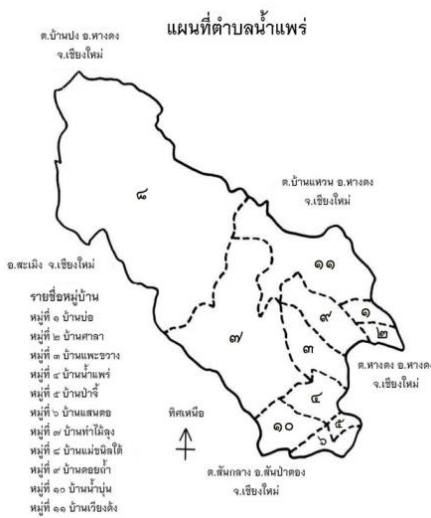 แผนที่ตำบลน้ำแพร่
ต.บ้านปง อ.หางดง
จ.เชียงใหม่
ต.บ้านแหวน อ.หางดง
จ.เชียงใหม่
๘
อ.สะเมิง จ.เชียงใหม่
๑๑
๑
๙
๒
๗
๓
ต.หางดง อ.หางดง
จ.เชียงใหม่
๔
๕
๑๐
๖
ทิศเหนือ
ต.สันกลาง อ.สันป่าตอง
จ.เชียงใหม่
รายชื่อหมู่บ้าน
หมู่ที่ ๑ บ้านบ่อ
หมู่ที่ ๒ บ้านศาลา
หมู่ที่ ๓ บ้านแพะขวาง
หมู่ที่ ๔ บ้านน้ำแพร่
หมู่ที่ ๕ บ้านป่าจี้
หมู่ที่ ๖ บ้านแสนตอ
หมู่ที่ ๗ บ้านท่าไม้ลุง
หมู่ที่ ๘ บ้านแม่ขนิลใต้
หมู่ที่ ๙ บ้านดอยถ้ำ
หมู่ที่ ๑๐ บ้านน้ำบุ่น
หมู่ที่ ๑๑ บ้านเวียงด้ง